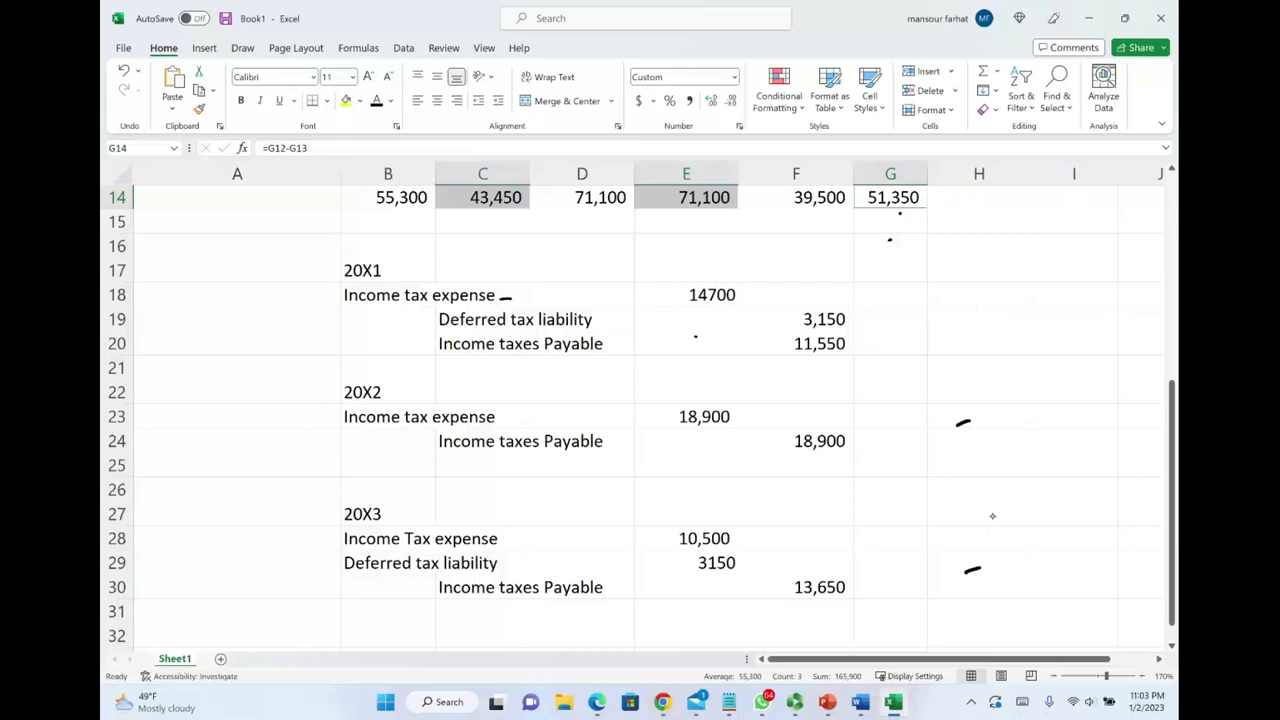 AutoSave Off Book1 - Excel Search mansour farhat MF
File Home Insert Draw Page Layout Formulas Data Review View Help Comments Share
Paste Calibri 11 Wrap Text Custom Conditional Formatting Format as Table Cell Styles Insert Σ Sort & Filter Find & Select Analyze Data
B I U A Merge & Center $ % , Delete Format
Undo Clipboard Font Alignment Number Styles Cells Editing Analysis
G14 fx =G12-G13
A B C D E F G H I J
14 55,300 43,450 71,100 71,100 39,500 51,350
15
16
17 20X1
18 Income tax expense 14700
19 Deferred tax liability 3,150
20 Income taxes Payable 11,550
21
22 20X2
23 Income tax expense 18,900
24 Income taxes Payable 18,900
25
26
27 20X3
28 Income Tax expense 10,500
29 Deferred tax liability 3150
30 Income taxes Payable 13,650
31
32
Sheet1
Ready Accessibility: Investigate Average: 55,300 Count: 3 Sum: 165,900 Display Settings 170%
49°F Mostly cloudy Search 1 64 11:03 PM 1/2/2023